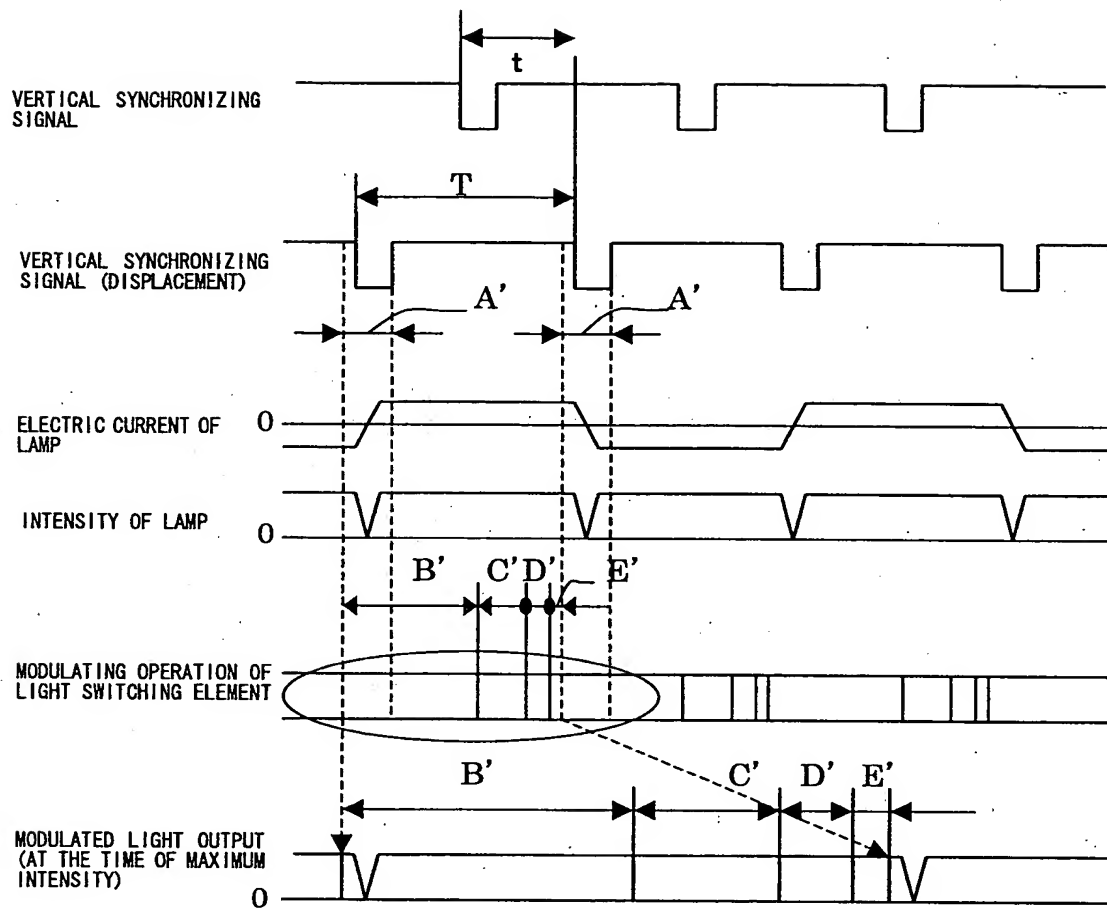 t
VERTICAL SYNCHRONIZING
SIGNAL
T
VERTICAL SYNCHRONIZING
SIGNAL (DISPLACEMENT)
A' A'
ELECTRIC CURRENT OF
LAMP
0
INTENSITY OF LAMP
0
B' C' D' E'
MODULATING OPERATION OF
LIGHT SWITCHING ELEMENT
B' C' D' E'
MODULATED LIGHT OUTPUT
(AT THE TIME OF MAXIMUM
INTENSITY)
0